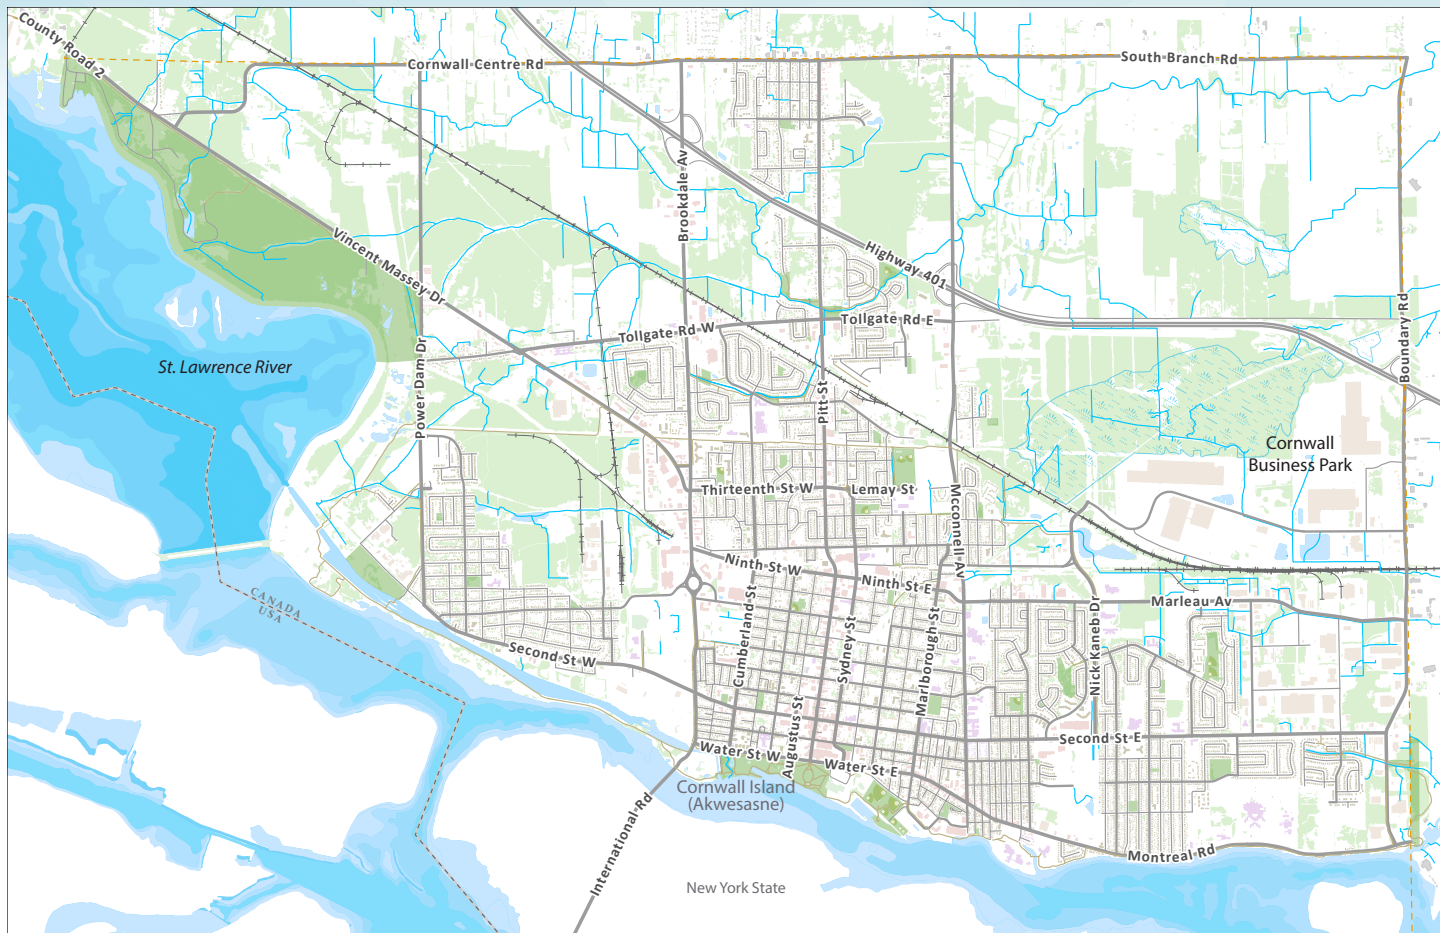 County Road 2
Cornwall Centre Rd
South Branch Rd
Brookdale Av
Vincent Massey Dr
Highway 401
Tollgate Rd W
Tollgate Rd E
Boundary Rd
St. Lawrence River
Power Dam Dr
Pitt St
Cornwall
Business Park
Thirteenth St W
Lemay St
Mcconnell Av
Ninth St W
Ninth St E
CANADA
USA
Marleau Av
Cumberland St
Sydney St
Marlborough St
Nick Kaneb Dr
Second St W
Augustus St
Second St E
Water St W
Water St E
Cornwall Island
(Akwesasne)
International Rd
Montreal Rd
New York State